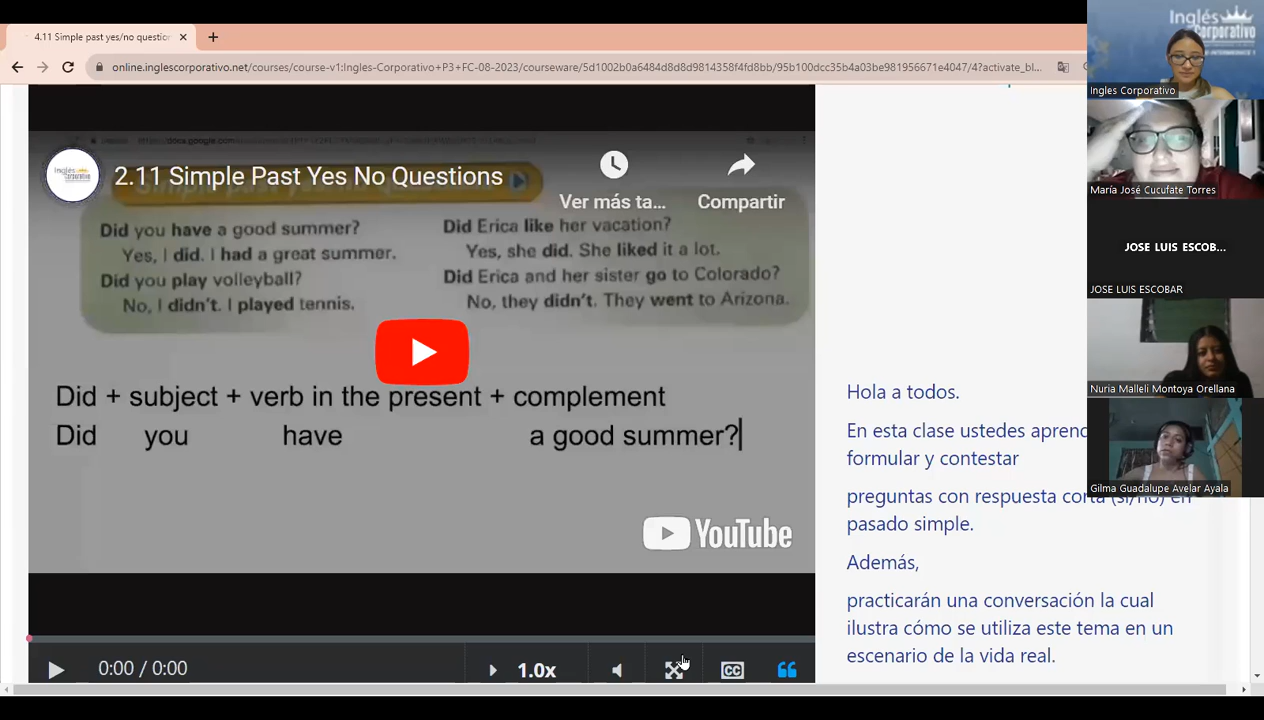 4.11 Simple past yes/no question
online.inglescorporativo.net/courses/course-v1:Ingles-Corporativo+P3+FC-08-2023/courseware/5d1002b0a6484d8d8d9814358f4fd8bb/95b100dcc35b4a03be981956671e4047/4?activate_bl...
2.11 Simple Past Yes No Questions
Ver más ta...
Compartir
Did you have a good summer?
Yes, I did. I had a great summer.
Did you play volleyball?
No, I didn't. I played tennis.
Did Erica like her vacation?
Yes, she did. She liked it a lot.
Did Erica and her sister go to Colorado?
No, they didn't. They went to Arizona.
Did + subject + verb in the present + complement
Did you have a good summer?
YouTube
0:00 / 0:00
1.0x
CC
Hola a todos.
En esta clase ustedes aprend
formular y contestar
preguntas con respuesta corta (si/no) en
pasado simple.
Además,
practicarán una conversación la cual
ilustra cómo se utiliza este tema en un
escenario de la vida real.
Inglés
Corporativo
Ingles Corporativo
María José Cucufate Torres
JOSE LUIS ESCOB...
JOSE LUIS ESCOBAR
Nuria Malleli Montoya Orellana
Gilma Guadalupe Avelar Ayala